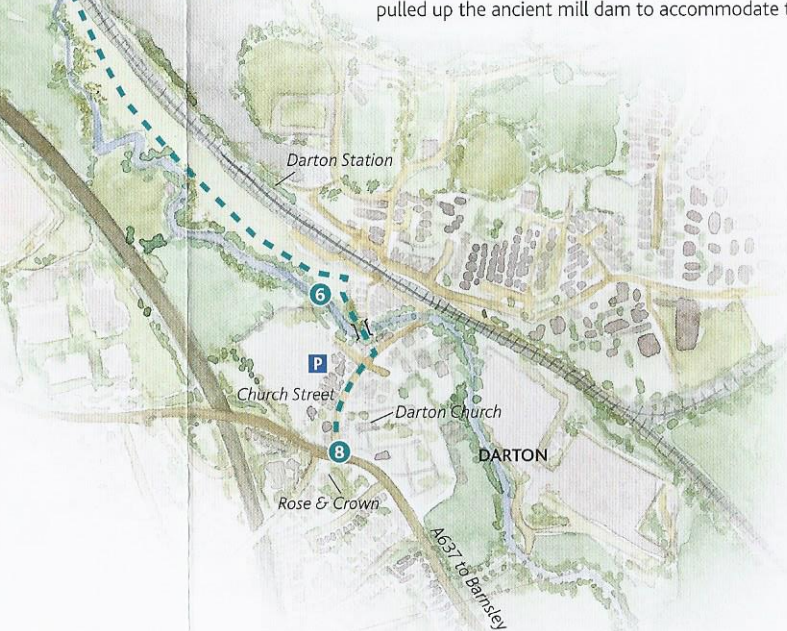 pulled up the ancient mill dam to accommodate
Darton Station
6
P
Church Street
Darton Church
8
DARTON
Rose & Crown
A637 to Barnsley